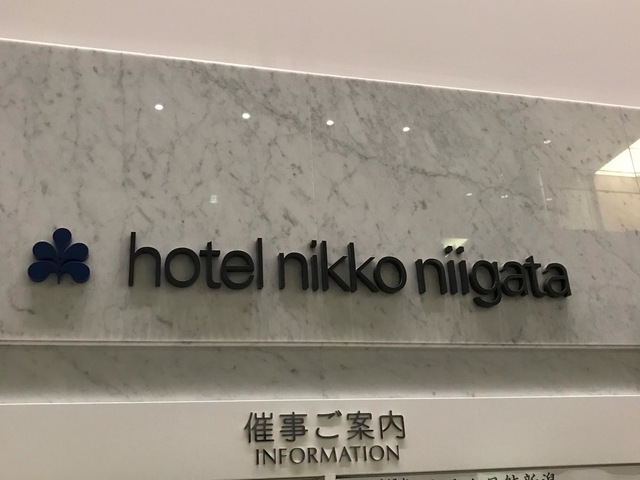 hotel nikko niigata
催事ご案内
INFORMATION